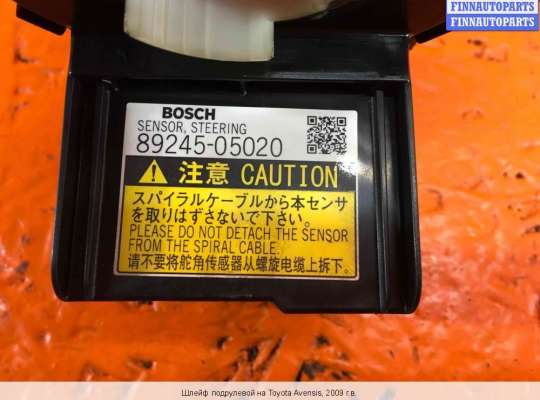 FINNAUTOPARTS
FINNAUTOPARTS
BOSCH
SENSOR, STEERING
89245-05020
注意 CAUTION
スパイラルケーブルから本センサ
を取りはずさないで下さい。
PLEASE DO NOT DETACH THE SENSOR
FROM THE SPIRAL CABLE.
请不要将舵角传感器从螺旋电缆上拆下。
Шлейф подрулевой на Toyota Avensis, 2009 г.в.